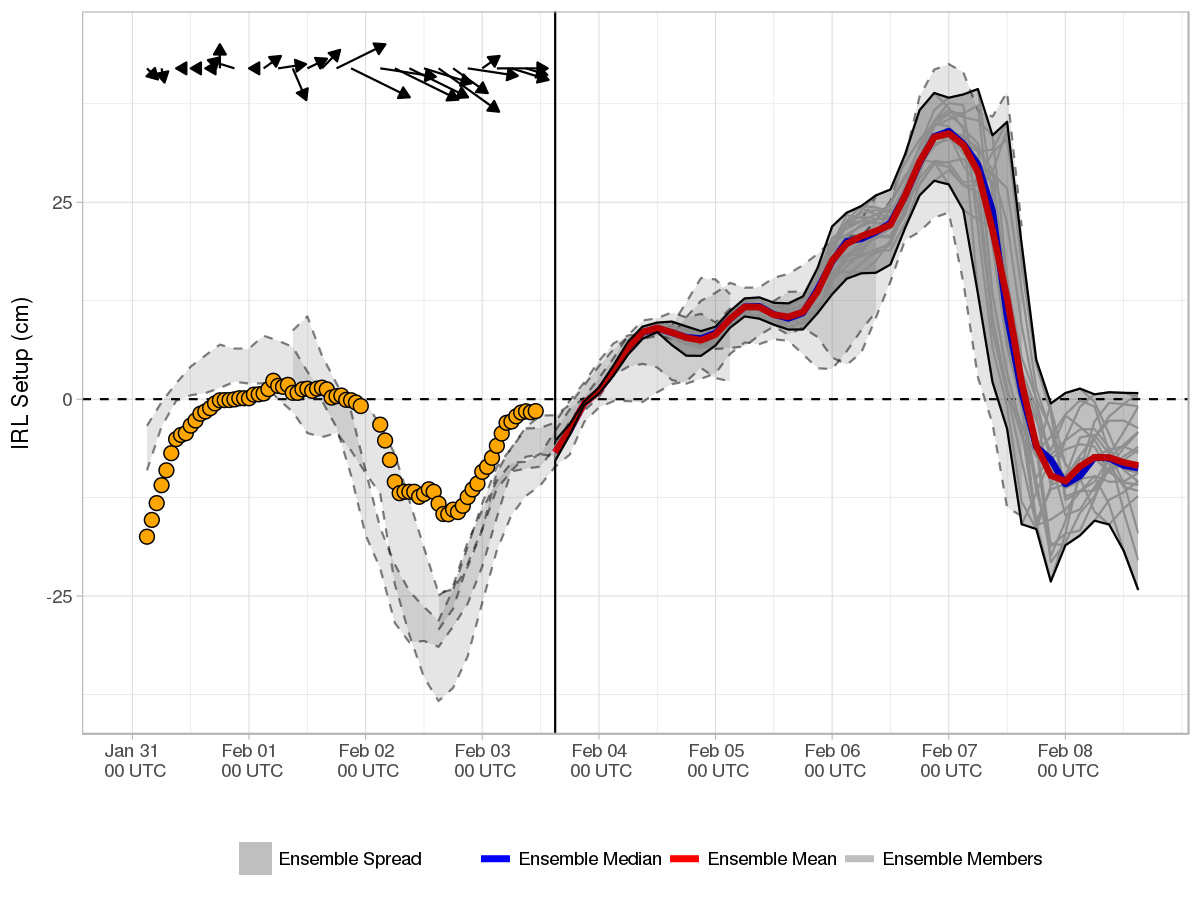 IRL Setup (cm)
25
0
-25
Jan 31 Feb 01 Feb 02 Feb 03 Feb 04 Feb 05 Feb 06 Feb 07 Feb 08
00 UTC 00 UTC 00 UTC 00 UTC 00 UTC 00 UTC 00 UTC 00 UTC 00 UTC
Ensemble Spread Ensemble Median Ensemble Mean Ensemble Members